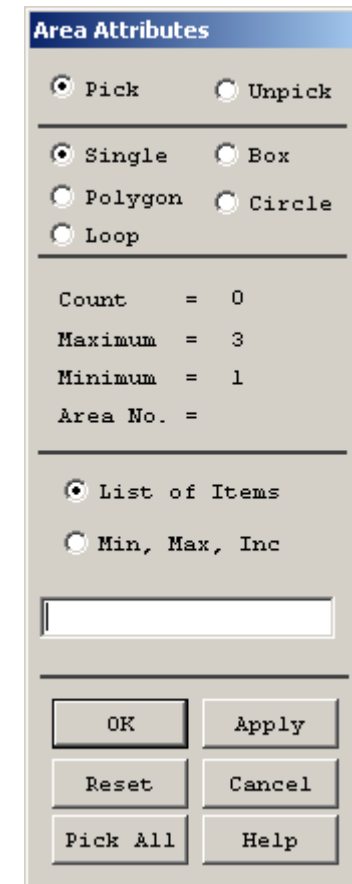 Area Attributes
Pick Unpick
Single Box
Polygon Circle
Loop
Count = 0
Maximum = 3
Minimum = 1
Area No. =
List of Items
Min, Max, Inc
OK Apply
Reset Cancel
Pick All Help